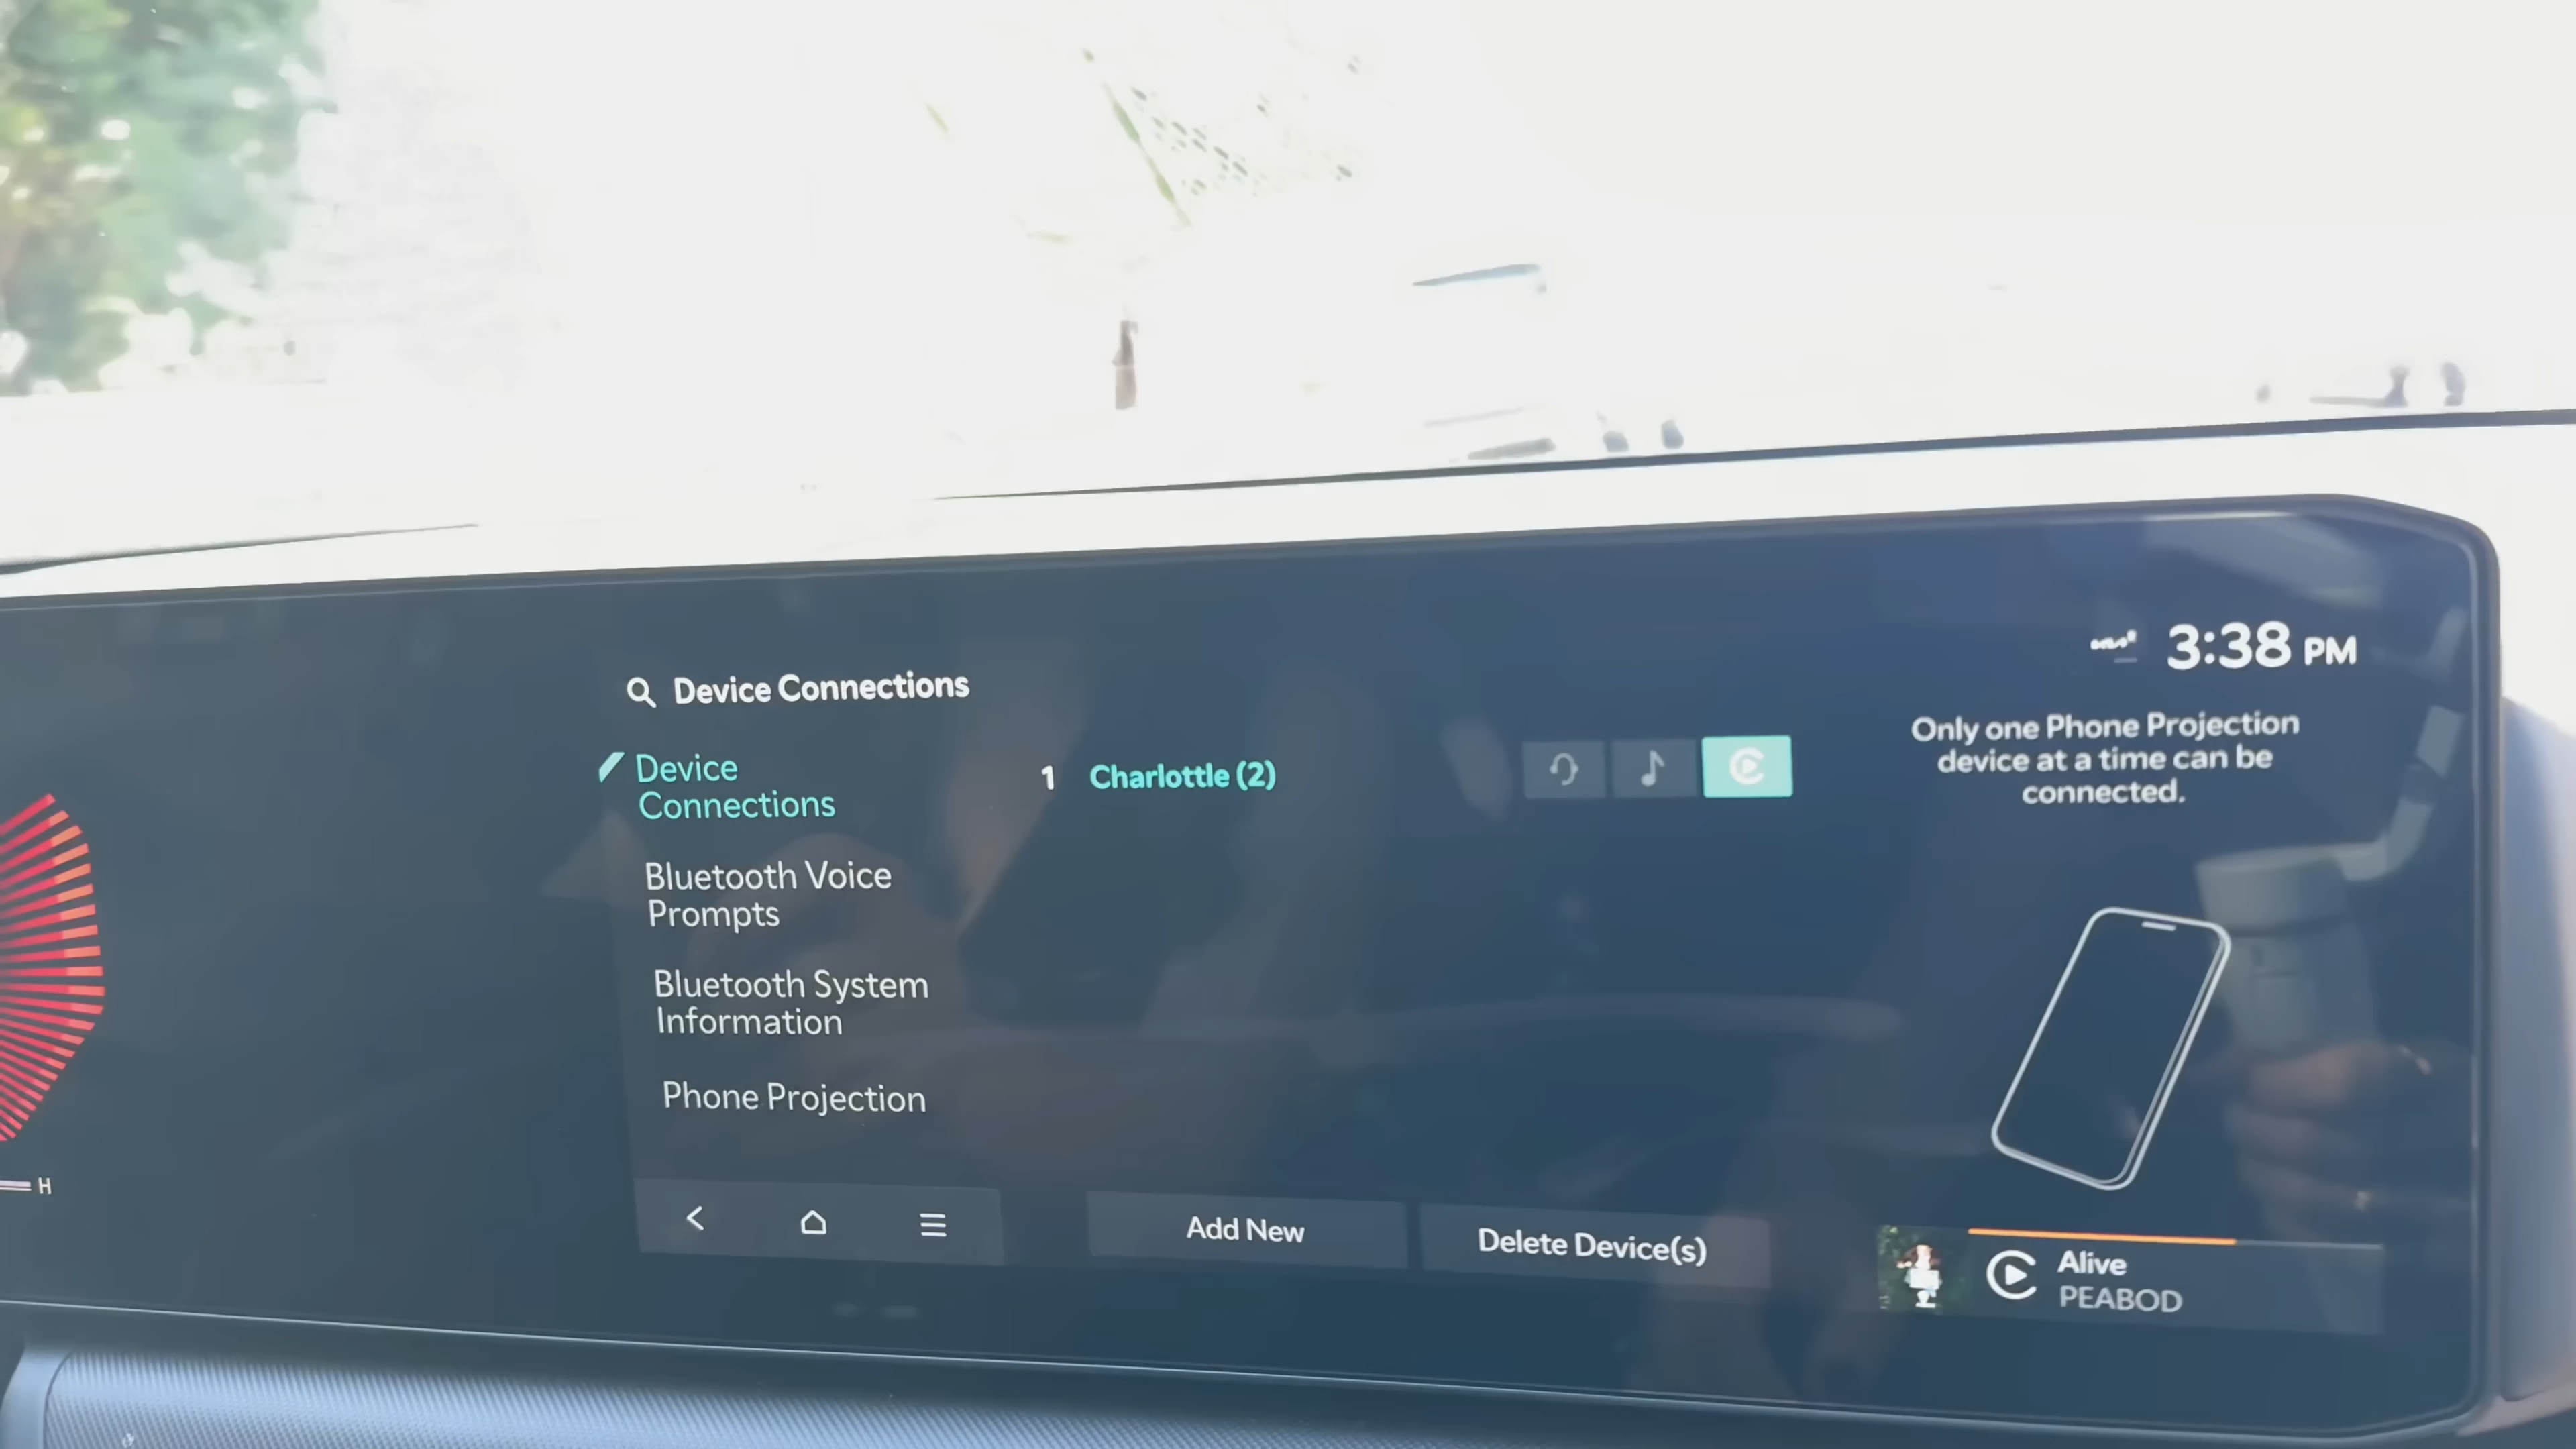 3:38 PM
Device Connections
Device
Connections
1 Charlottle (2)
Only one Phone Projection
device at a time can be
connected.
Bluetooth Voice
Prompts
Bluetooth System
Information
Phone Projection
H
Add New
Delete Device(s)
Alive
PEABOD